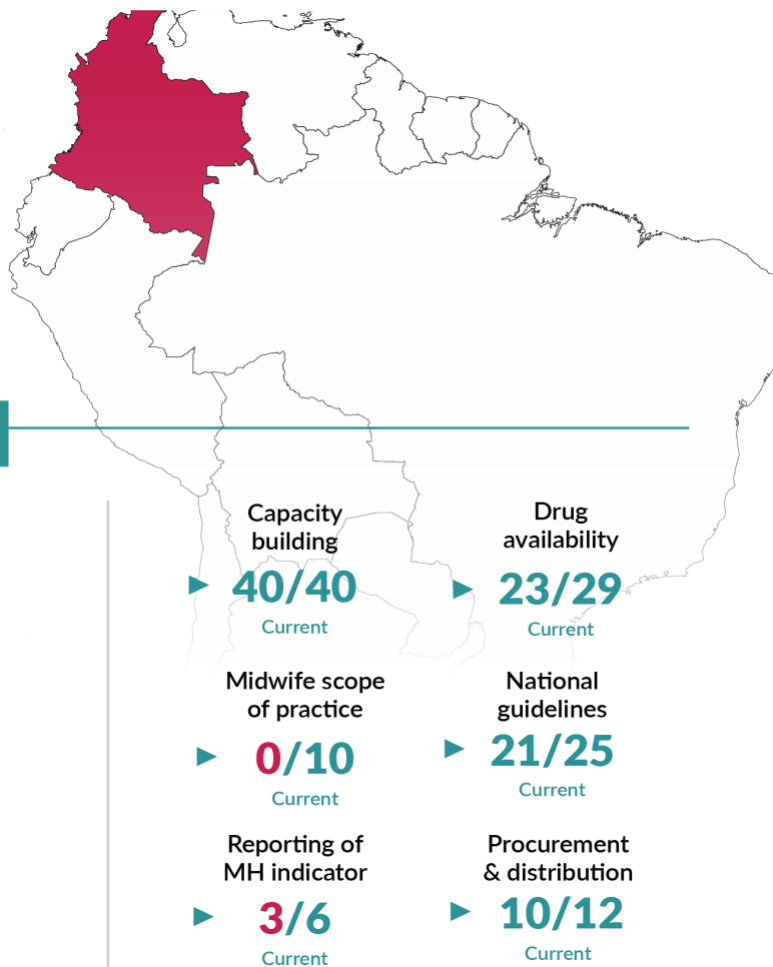 Capacity
building
40/40
Current
Drug
availability
23/29
Current
Midwife scope
of practice
0/10
Current
National
guidelines
21/25
Current
Reporting of
MH indicator
3/6
Current
Procurement
& distribution
10/12
Current